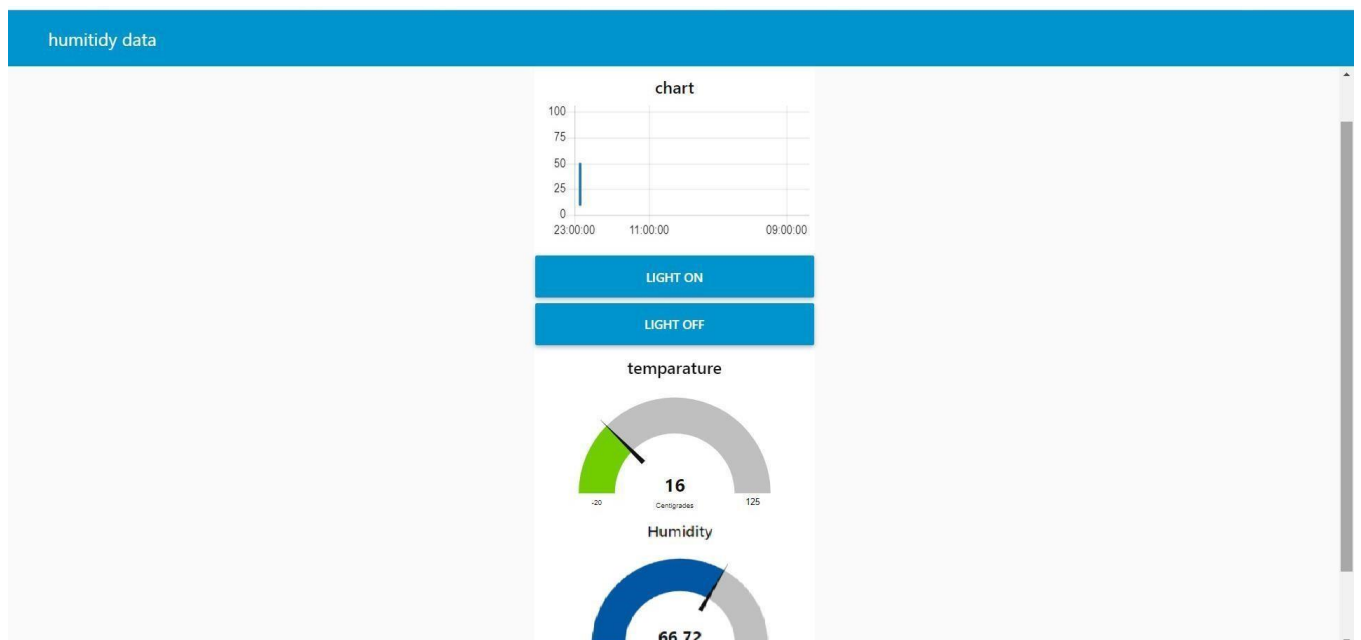 humitidy data
chart
100
75
50
25
0
23:00:00 11:00:00 09:00:00
LIGHT ON
LIGHT OFF
temparature
16
-20 Centigrades 125
Humidity
66.72